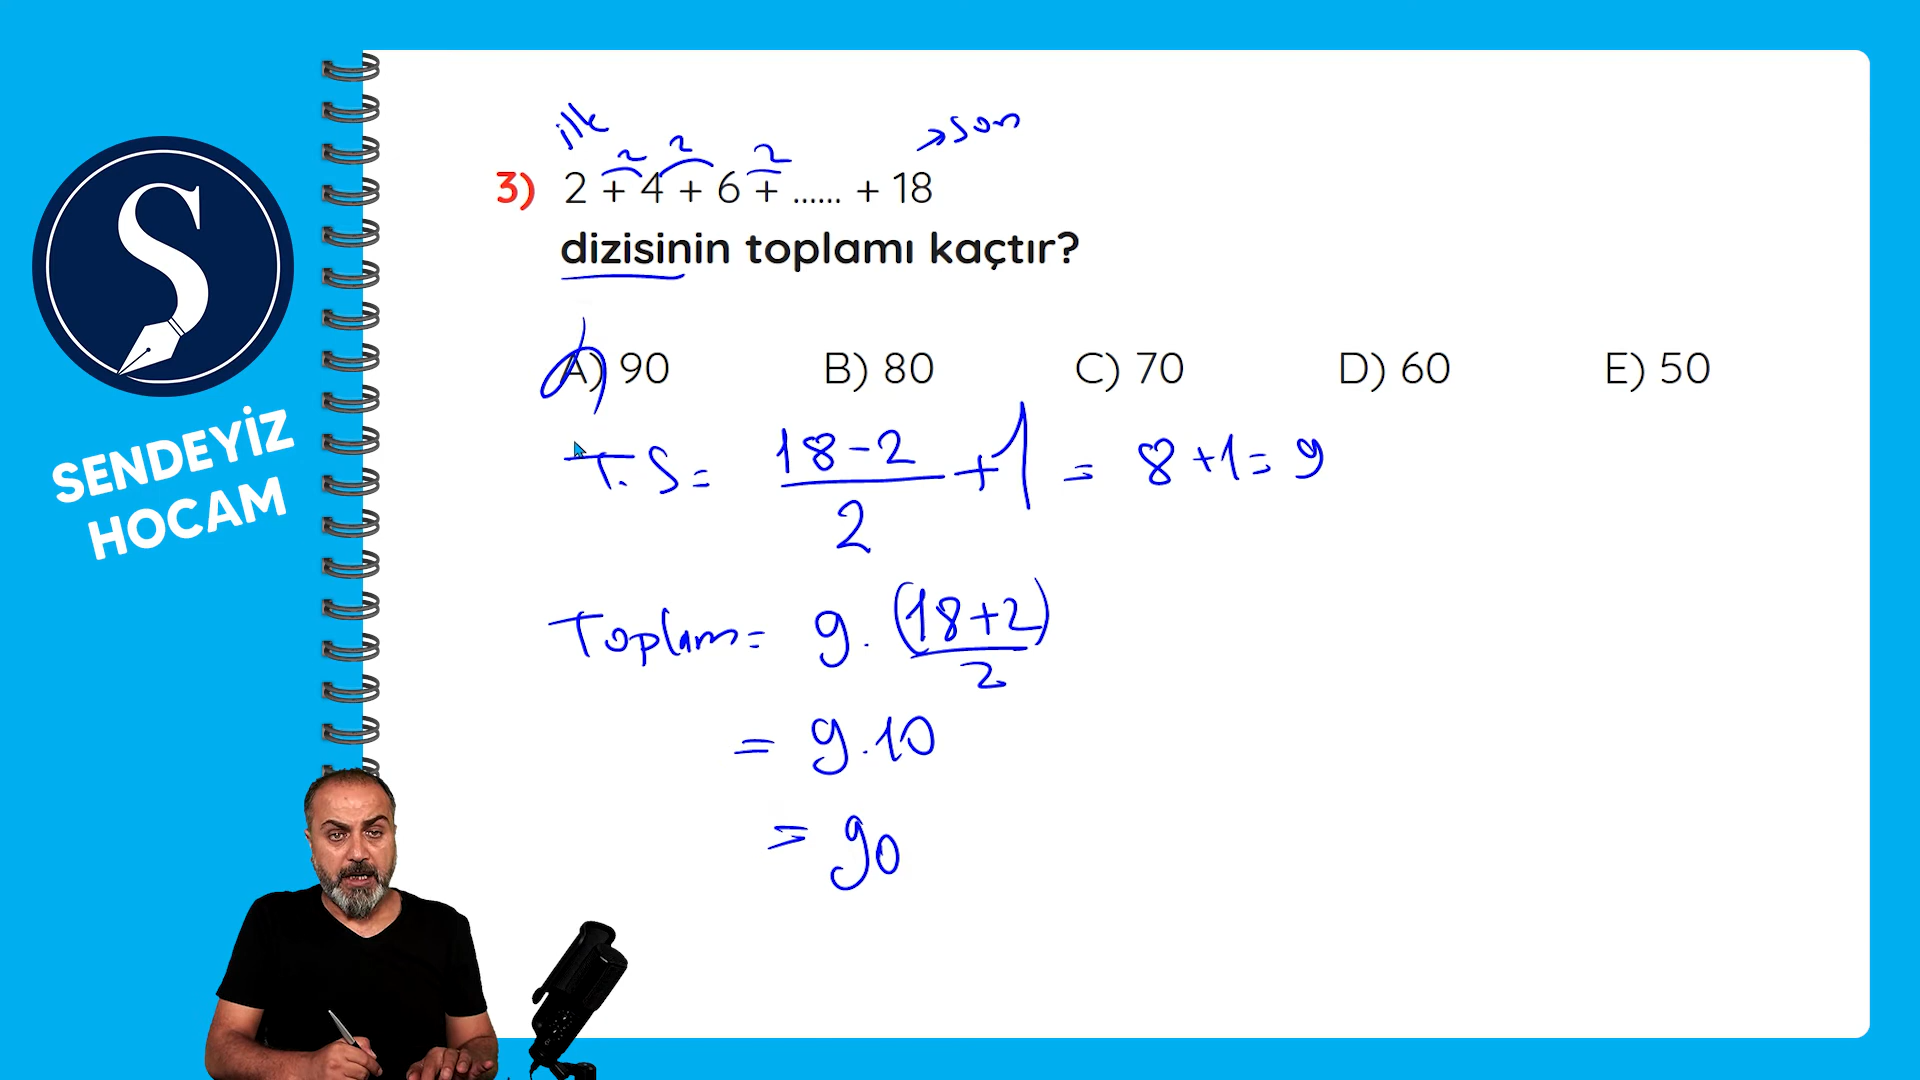 SENDEYİZ
HOCAM
ilk
→son
2 2 2
3) 2 + 4 + 6 + ...... + 18
dizisinin toplamı kaçtır?
A) 90 B) 80 C) 70 D) 60 E) 50
T.S = (18-2)/2 + 1 = 8+1 = 9
Toplam = 9 . (18+2)/2
= 9.10
= 90